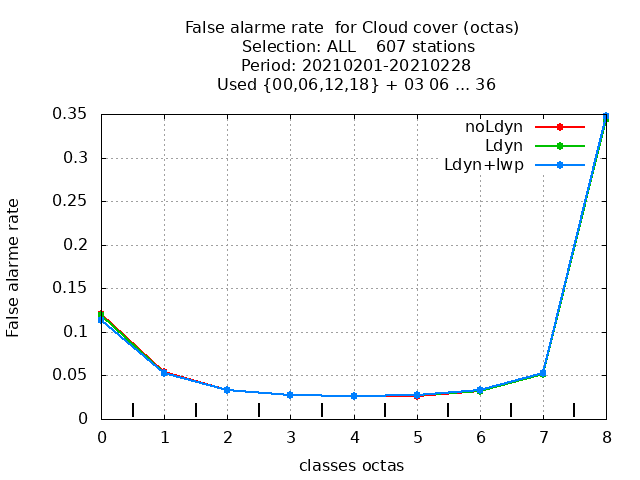 False alarme rate  for Cloud cover (octas)
Selection: ALL    607 stations
Period: 20210201-20210228
Used {00,06,12,18} + 03 06 ... 36
noLdyn
Ldyn
Ldyn+lwp
False alarme rate
0.35
0.3
0.25
0.2
0.15
0.1
0.05
0
0 1 2 3 4 5 6 7 8
classes octas